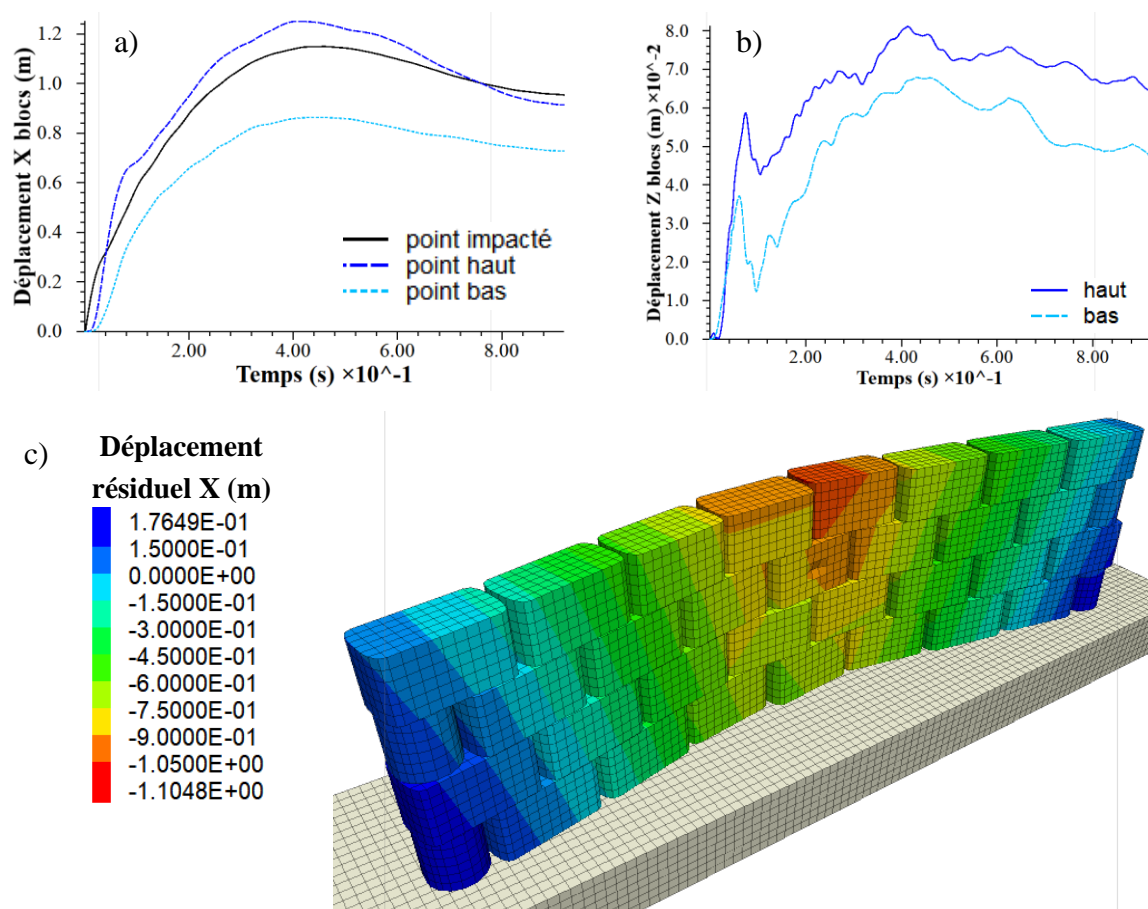 a)
Déplacement X blocs (m)
1.2
1.0
0.8
0.6
0.4
0.2
0.0
2.00
4.00
6.00
8.00
Temps (s) ×10^-1
point impacté
point haut
point bas
b)
Déplacement Z blocs (m) ×10^-2
8.0
7.0
6.0
5.0
4.0
3.0
2.0
1.0
0.0
2.00
4.00
6.00
8.00
Temps (s) ×10^-1
haut
bas
c)
Déplacement
résiduel X (m)
1.7649E-01
1.5000E-01
0.0000E+00
-1.5000E-01
-3.0000E-01
-4.5000E-01
-6.0000E-01
-7.5000E-01
-9.0000E-01
-1.0500E+00
-1.1048E+00